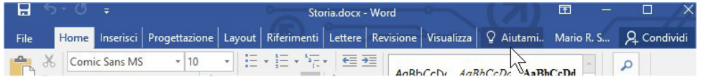 Storia.docx - Word
File Home Inserisci Progettazione Layout Riferimenti Lettere Revisione Visualizza Aiutami... Mario R. S... Condividi
Comic Sans MS 10
AaBbCcDc AaBbCcDc AaBbCcDd